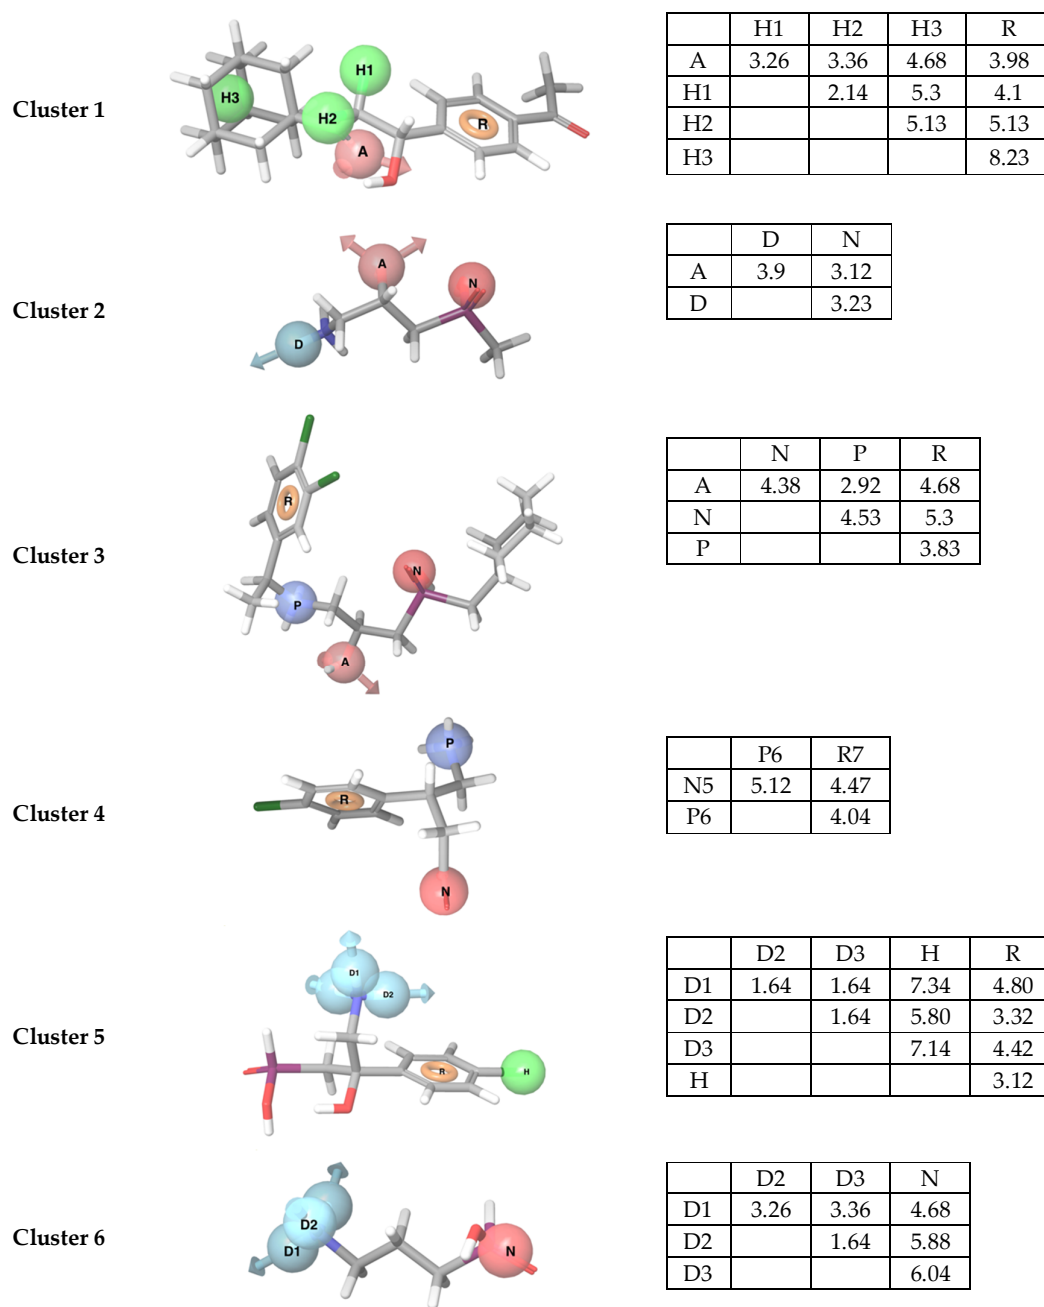 Cluster 1
H1
H3
H2
A
R
H1 H2 H3 R
A 3.26 3.36 4.68 3.98
H1 2.14 5.3 4.1
H2 5.13 5.13
H3 8.23
Cluster 2
A
N
D
D N
A 3.9 3.12
D 3.23
Cluster 3
R
N
P
A
N P R
A 4.38 2.92 4.68
N 4.53 5.3
P 3.83
Cluster 4
P
R
N
P6 R7
N5 5.12 4.47
P6 4.04
Cluster 5
D1
D2
R
H
D2 D3 H R
D1 1.64 1.64 7.34 4.80
D2 1.64 5.80 3.32
D3 7.14 4.42
H 3.12
Cluster 6
D2
D1
N
D2 D3 N
D1 3.26 3.36 4.68
D2 1.64 5.88
D3 6.04